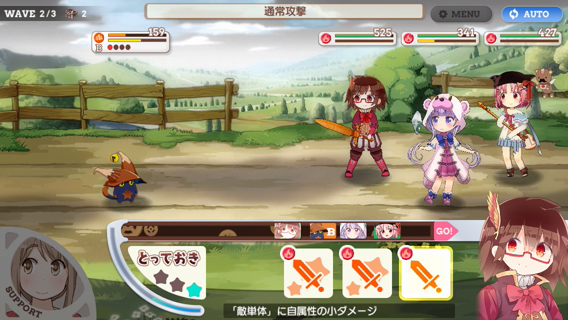 WAVE 2/3 2
通常攻撃
MENU
AUTO
159
B
525
341
427
B
GO!
とっておき
SUPPORT
「敵単体」に自属性の小ダメージ